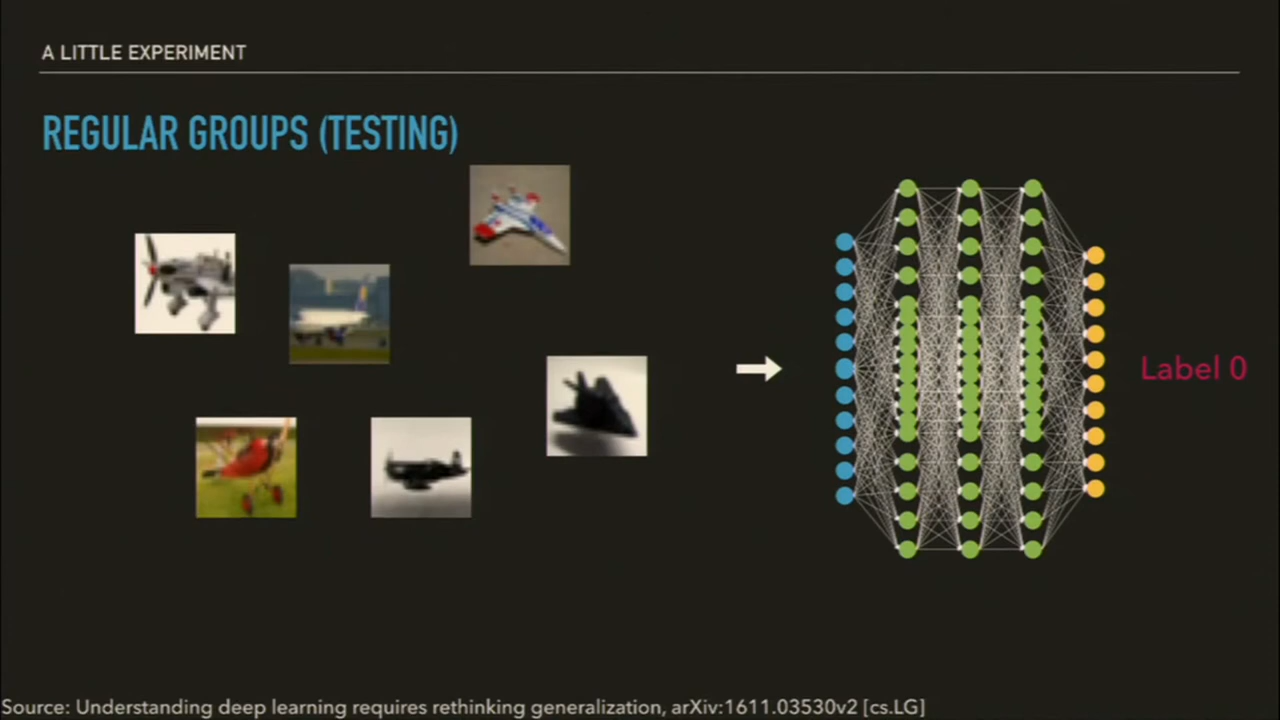 A LITTLE EXPERIMENT
REGULAR GROUPS (TESTING)
Label 0
Source: Understanding deep learning requires rethinking generalization, arXiv:1611.03530v2 [cs.LG]